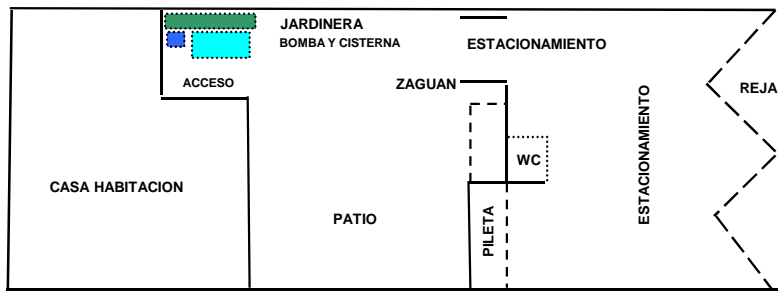 JARDINERA
BOMBA Y CISTERNA
ESTACIONAMIENTO
ACCESO
ZAGUAN
REJA
WC
CASA HABITACION
PATIO
PILETA
ESTACIONAMIENTO